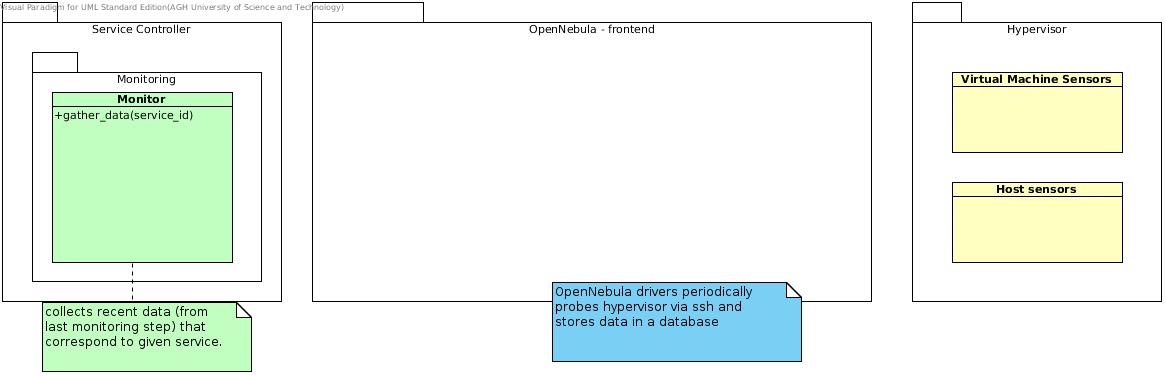 Visual Paradigm for UML Standard Edition(AGH University of Science and Technology)
Service Controller
Monitoring
Monitor
+gather_data(service_id)
collects recent data (from
last monitoring step) that
correspond to given service.
OpenNebula - frontend
OpenNebula drivers periodically
probes hypervisor via ssh and
stores data in a database
Hypervisor
Virtual Machine Sensors
Host sensors